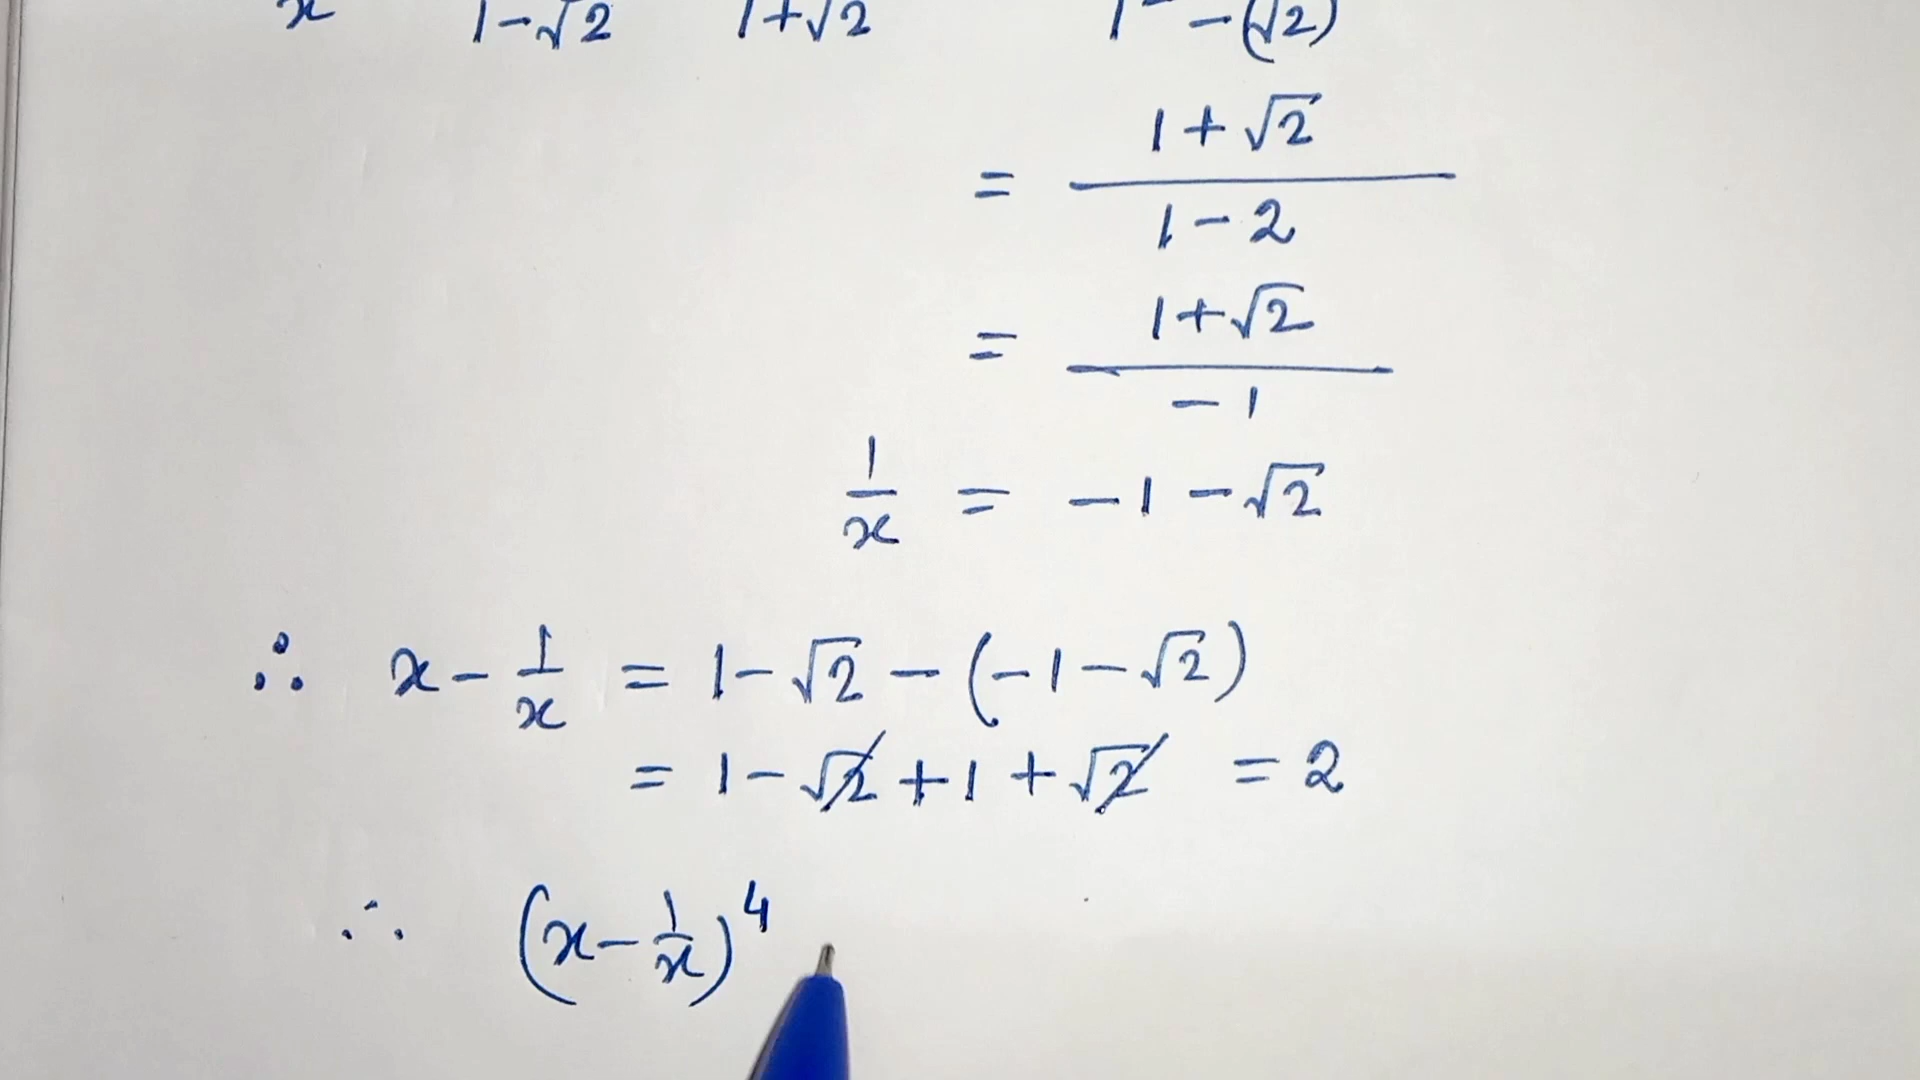 x 1-√2 1+√2 1 - (√2)
= (1+√2)/(1-2)
= (1+√2)/(-1)
1/x = -1-√2
∴ x - 1/x = 1-√2-(-1-√2)
= 1-√2+1+√2 = 2
∴ (x - 1/x)⁴